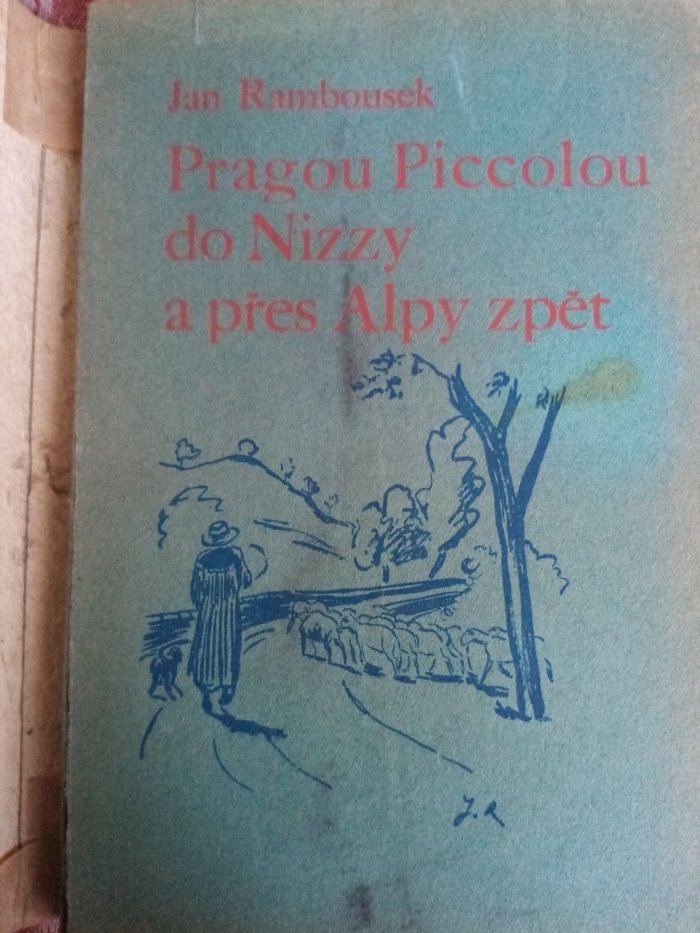 Jan Rambousek
Pragou Piccolou
do Nizzy
a přes Alpy zpět
J.R